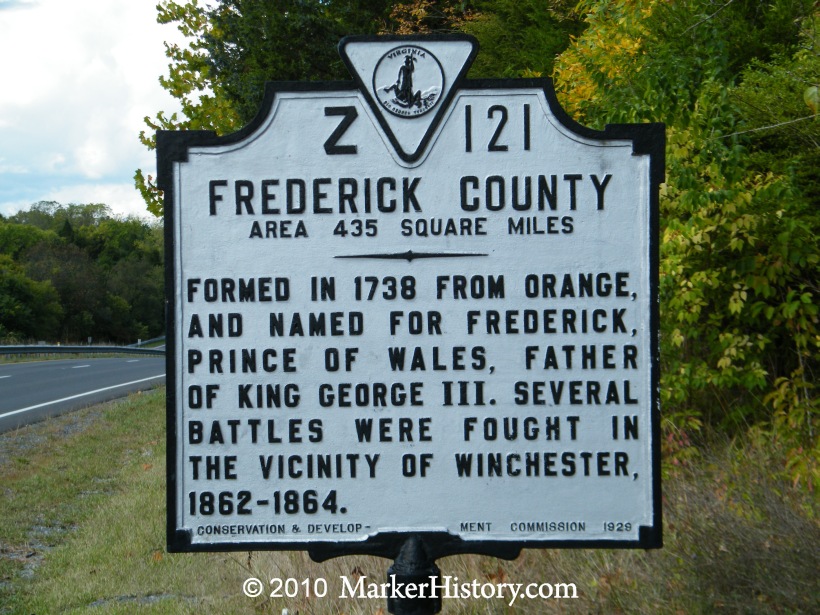 VIRGINIA
Z 121
FREDERICK COUNTY
AREA 435 SQUARE MILES
FORMED IN 1738 FROM ORANGE,
AND NAMED FOR FREDERICK,
PRINCE OF WALES, FATHER
OF KING GEORGE III. SEVERAL
BATTLES WERE FOUGHT IN
THE VICINITY OF WINCHESTER,
1862-1864.
CONSERVATION & DEVELOP- MENT COMMISSION 1929
© 2010 MarkerHistory.com